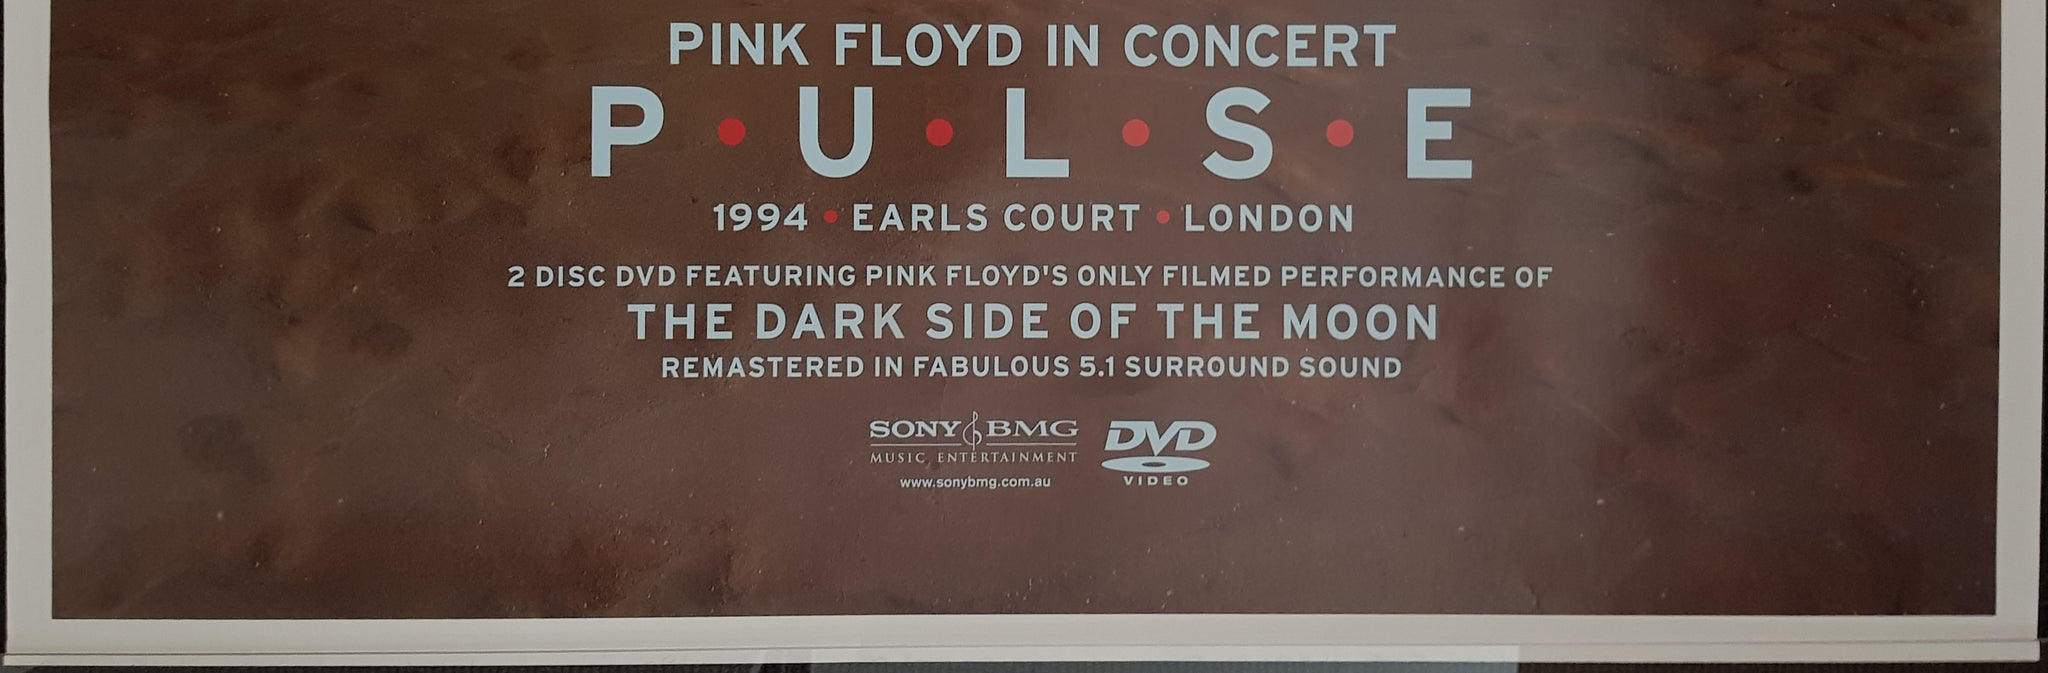 PINK FLOYD IN CONCERT
P•U•L•S•E
1994 • EARLS COURT • LONDON
2 DISC DVD FEATURING PINK FLOYD'S ONLY FILMED PERFORMANCE OF
THE DARK SIDE OF THE MOON
REMASTERED IN FABULOUS 5.1 SURROUND SOUND
SONY BMG
MUSIC ENTERTAINMENT
www.sonybmg.com.au
DVD
VIDEO